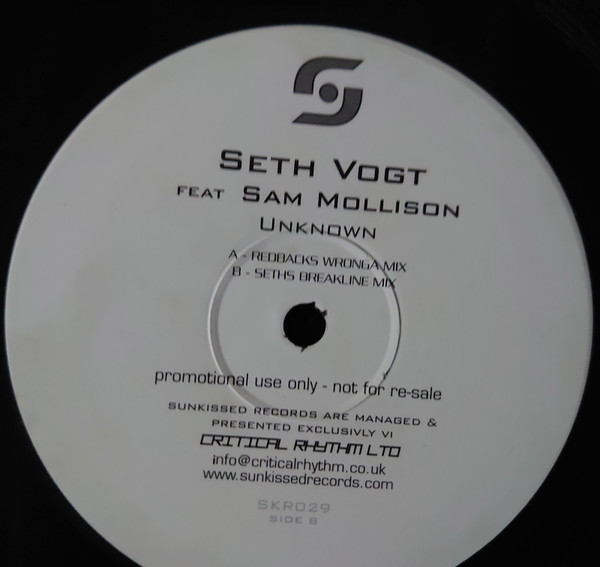 SETH VOGT
FEAT SAM MOLLISON
UNKNOWN
A - REDBACKS WRONGA MIX
B - SETHS BREAKLINE MIX
promotional use only - not for re-sale
SUNKISSED RECORDS ARE MANAGED &
PRESENTED EXCLUSIVLY VI
CRITICAL RHYTHM LTD
info@criticalrhythm.co.uk
www.sunkissedrecords.com
SKR029
SIDE B